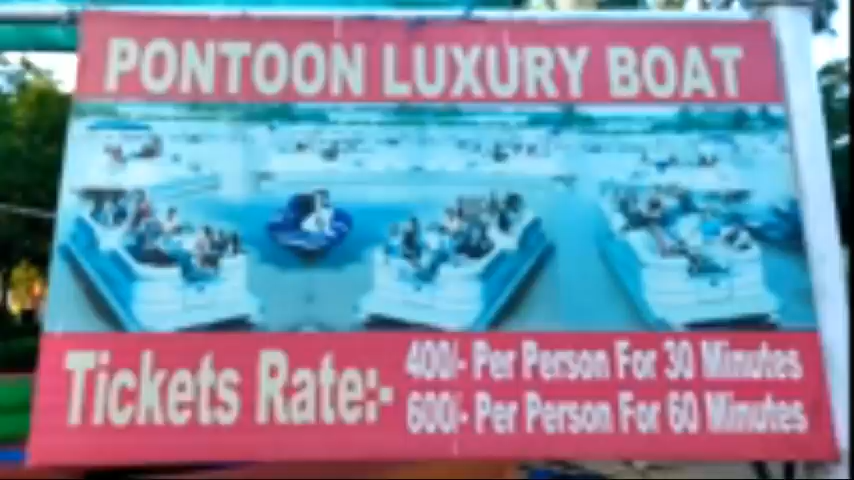 PONTOON LUXURY BOAT
Tickets Rate:-
400/- Per Person For 30 Minutes
600/- Per Person For 60 Minutes